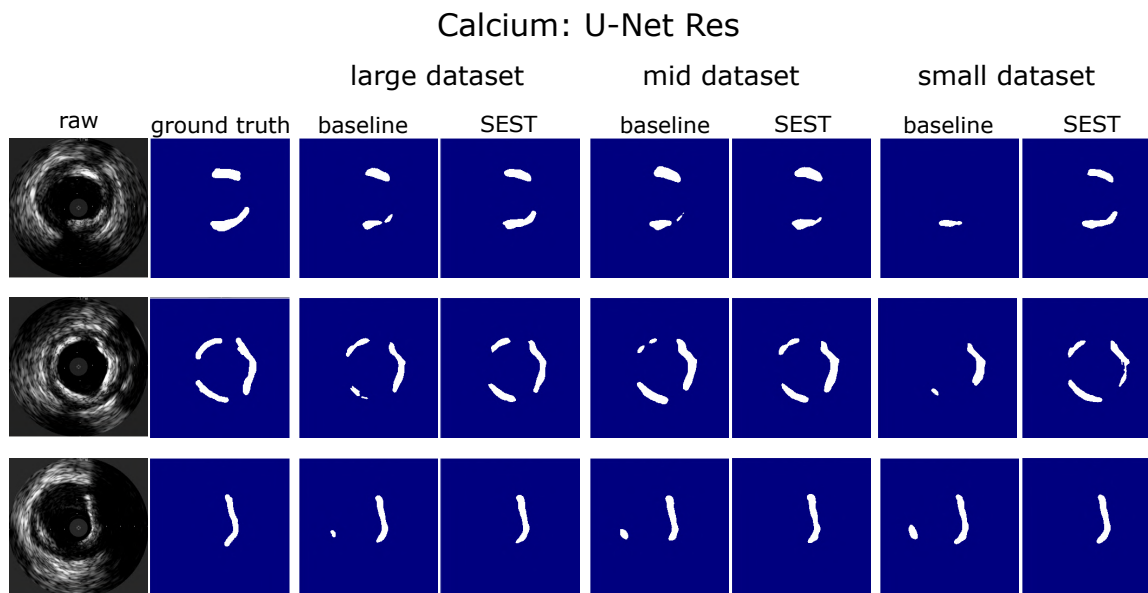 Calcium: U-Net Res
large dataset mid dataset small dataset
raw ground truth baseline SEST baseline SEST baseline SEST